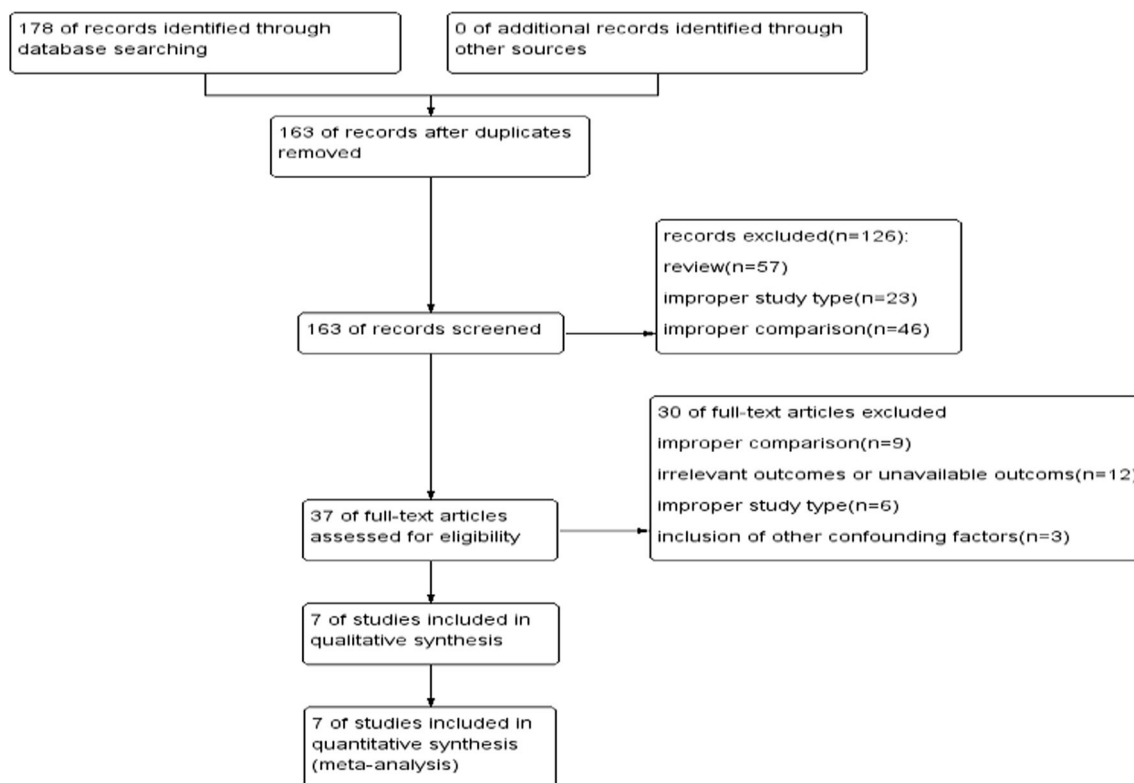 178 of records identified through
database searching
0 of additional records identified through
other sources
163 of records after duplicates
removed
records excluded(n=126):
review(n=57)
improper study type(n=23)
improper comparison(n=46)
163 of records screened
30 of full-text articles excluded
improper comparison(n=9)
irrelevant outcomes or unavailable outcoms(n=12)
improper study type(n=6)
inclusion of other confounding factors(n=3)
37 of full-text articles
assessed for eligibility
7 of studies included in
qualitative synthesis
7 of studies included in
quantitative synthesis
(meta-analysis)